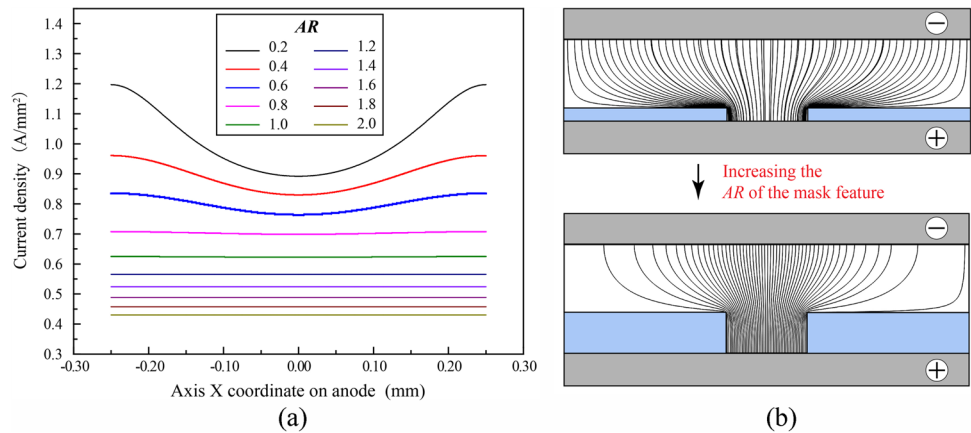 1.4
1.3
1.2
1.1
1.0
0.9
0.8
0.7
0.6
0.5
0.4
0.3
Current density (A/mm²)
AR
0.2 1.2
0.4 1.4
0.6 1.6
0.8 1.8
1.0 2.0
-0.30 -0.20 -0.10 0.00 0.10 0.20 0.30
Axis X coordinate on anode (mm)
(a)
−
+
Increasing the
AR of the mask feature
−
+
(b)